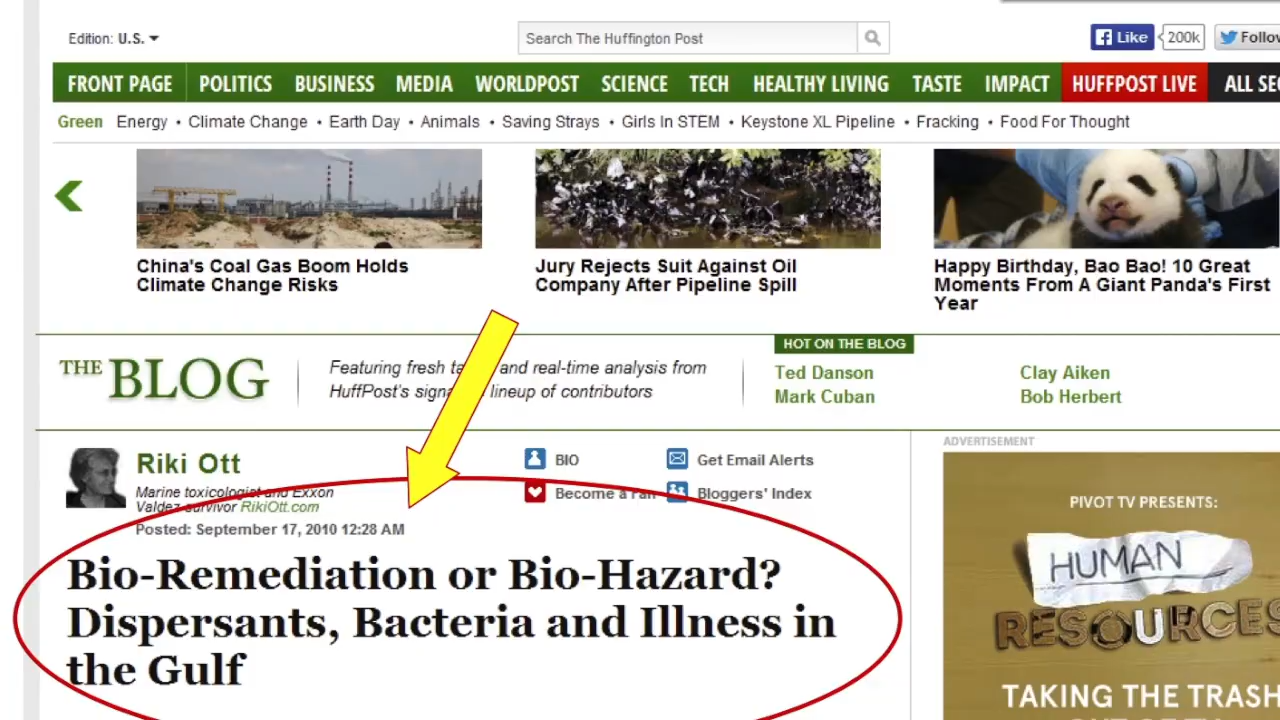 Edition: U.S.
Search The Huffington Post
Like
200k
FRONT PAGE POLITICS BUSINESS MEDIA WORLDPOST SCIENCE TECH HEALTHY LIVING TASTE IMPACT HUFFPOST LIVE ALL
Green Energy • Climate Change • Earth Day • Animals • Saving Strays • Girls In STEM • Keystone XL Pipeline • Fracking • Food For Thought
China's Coal Gas Boom Holds
Climate Change Risks
Jury Rejects Suit Against Oil
Company After Pipeline Spill
Happy Birthday, Bao Bao! 10 Great
Moments From A Giant Panda's First
Year
THE BLOG
Featuring fresh and real-time analysis from
HuffPost's lineup of contributors
HOT ON THE BLOG
Ted Danson
Mark Cuban
Clay Aiken
Bob Herbert
Riki Ott
Marine toxicologist and Exxon
Valdez survivor RikiOtt.com
Posted: September 17, 2010 12:28 AM
BIO
Get Email Alerts
Become a Fan
Bloggers' Index
Bio-Remediation or Bio-Hazard?
Dispersants, Bacteria and Illness in
the Gulf
ADVERTISEMENT
PIVOT TV PRESENTS:
HUMAN
RESOURCES
TAKING THE TRASH